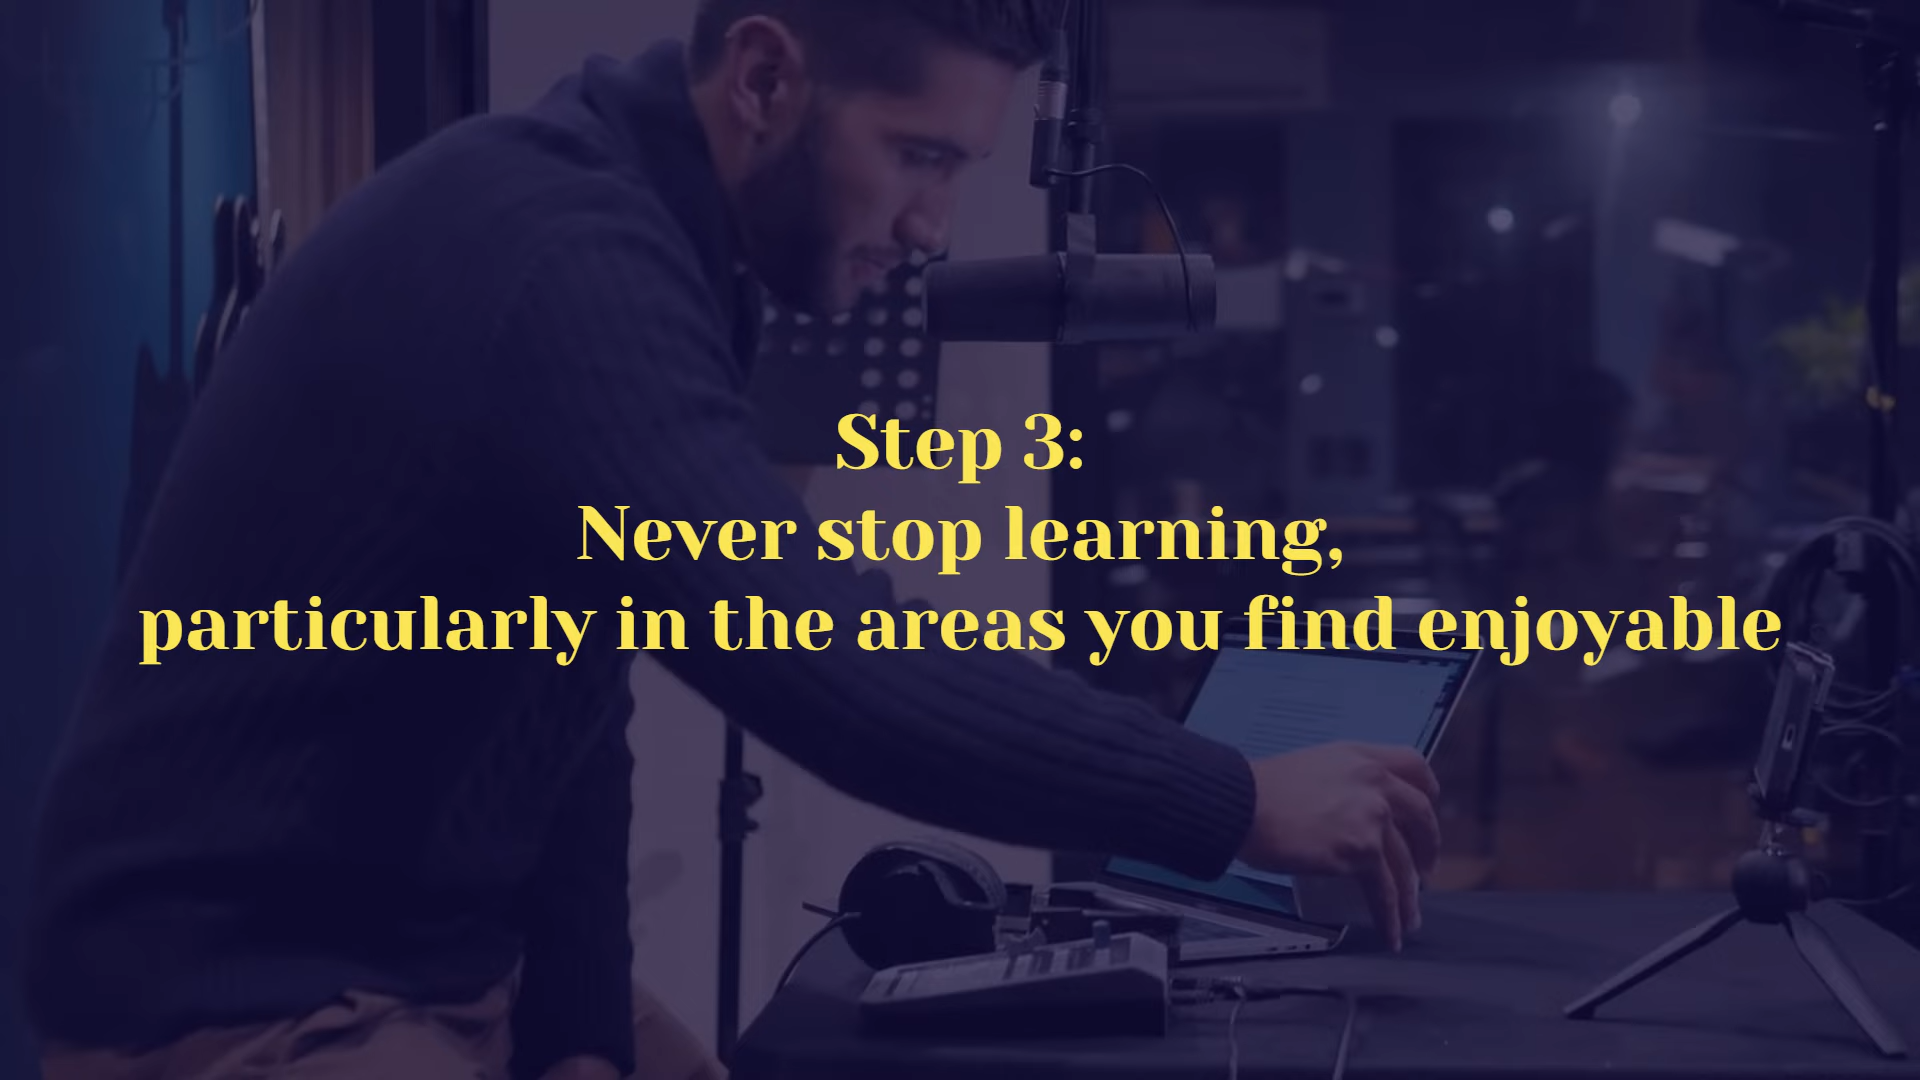 Step 3:
Never stop learning,
particularly in the areas you find enjoyable